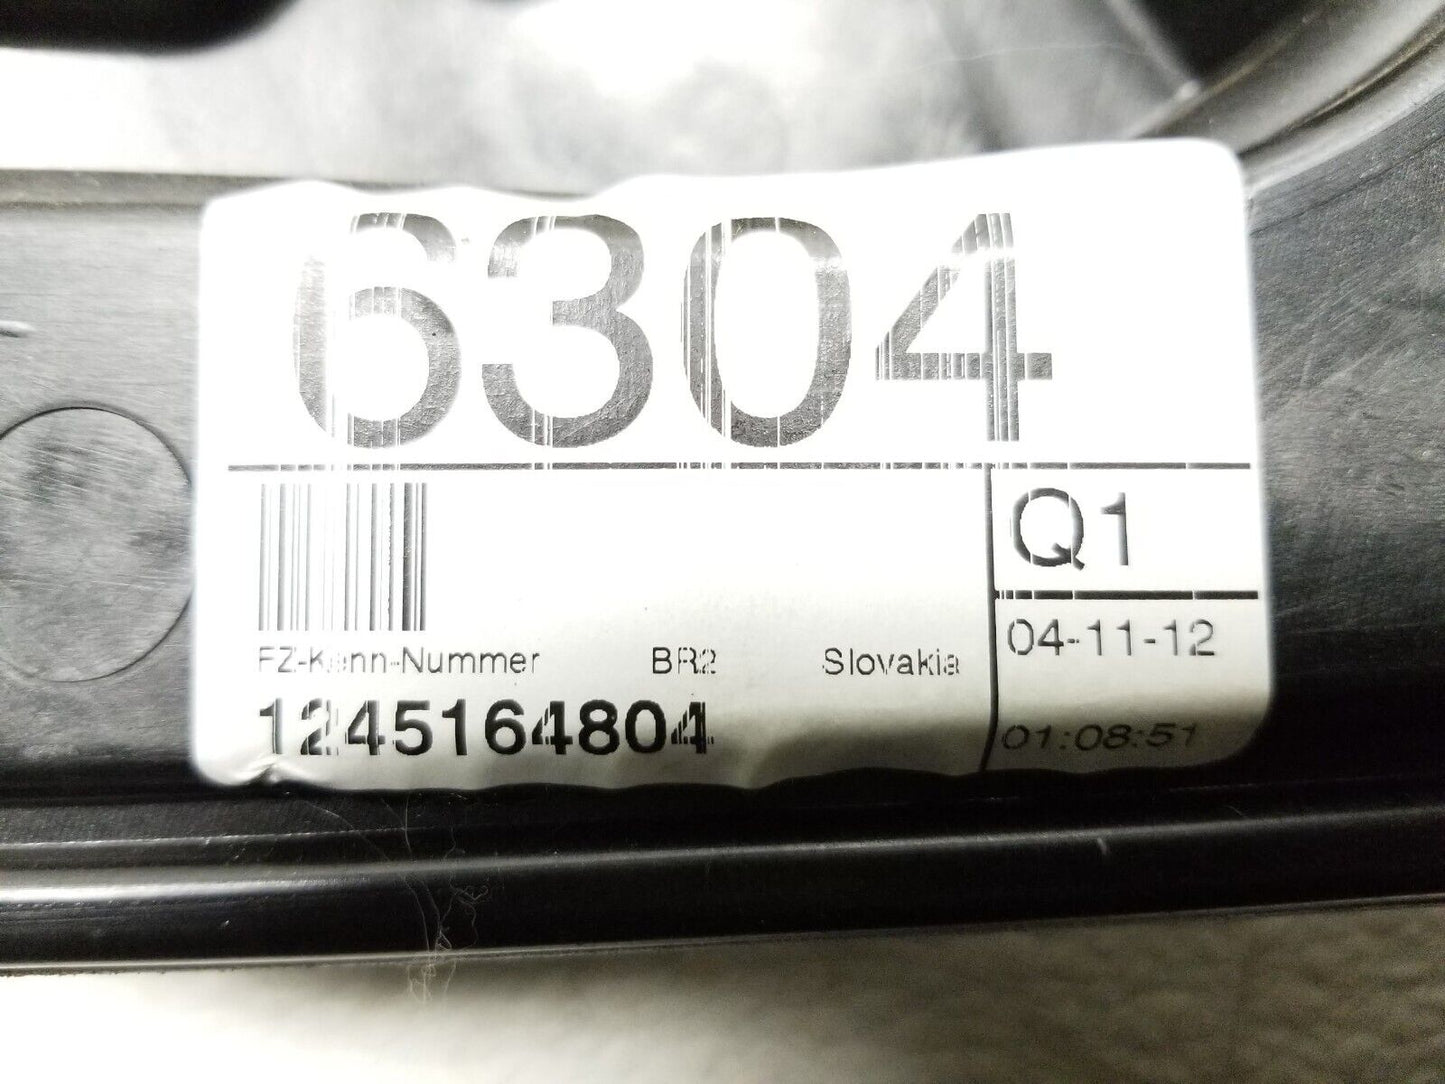 6304
Q1
FZ-Kenn-Nummer BR2 Slovakia
04-11-12
1245164804
01:08:51